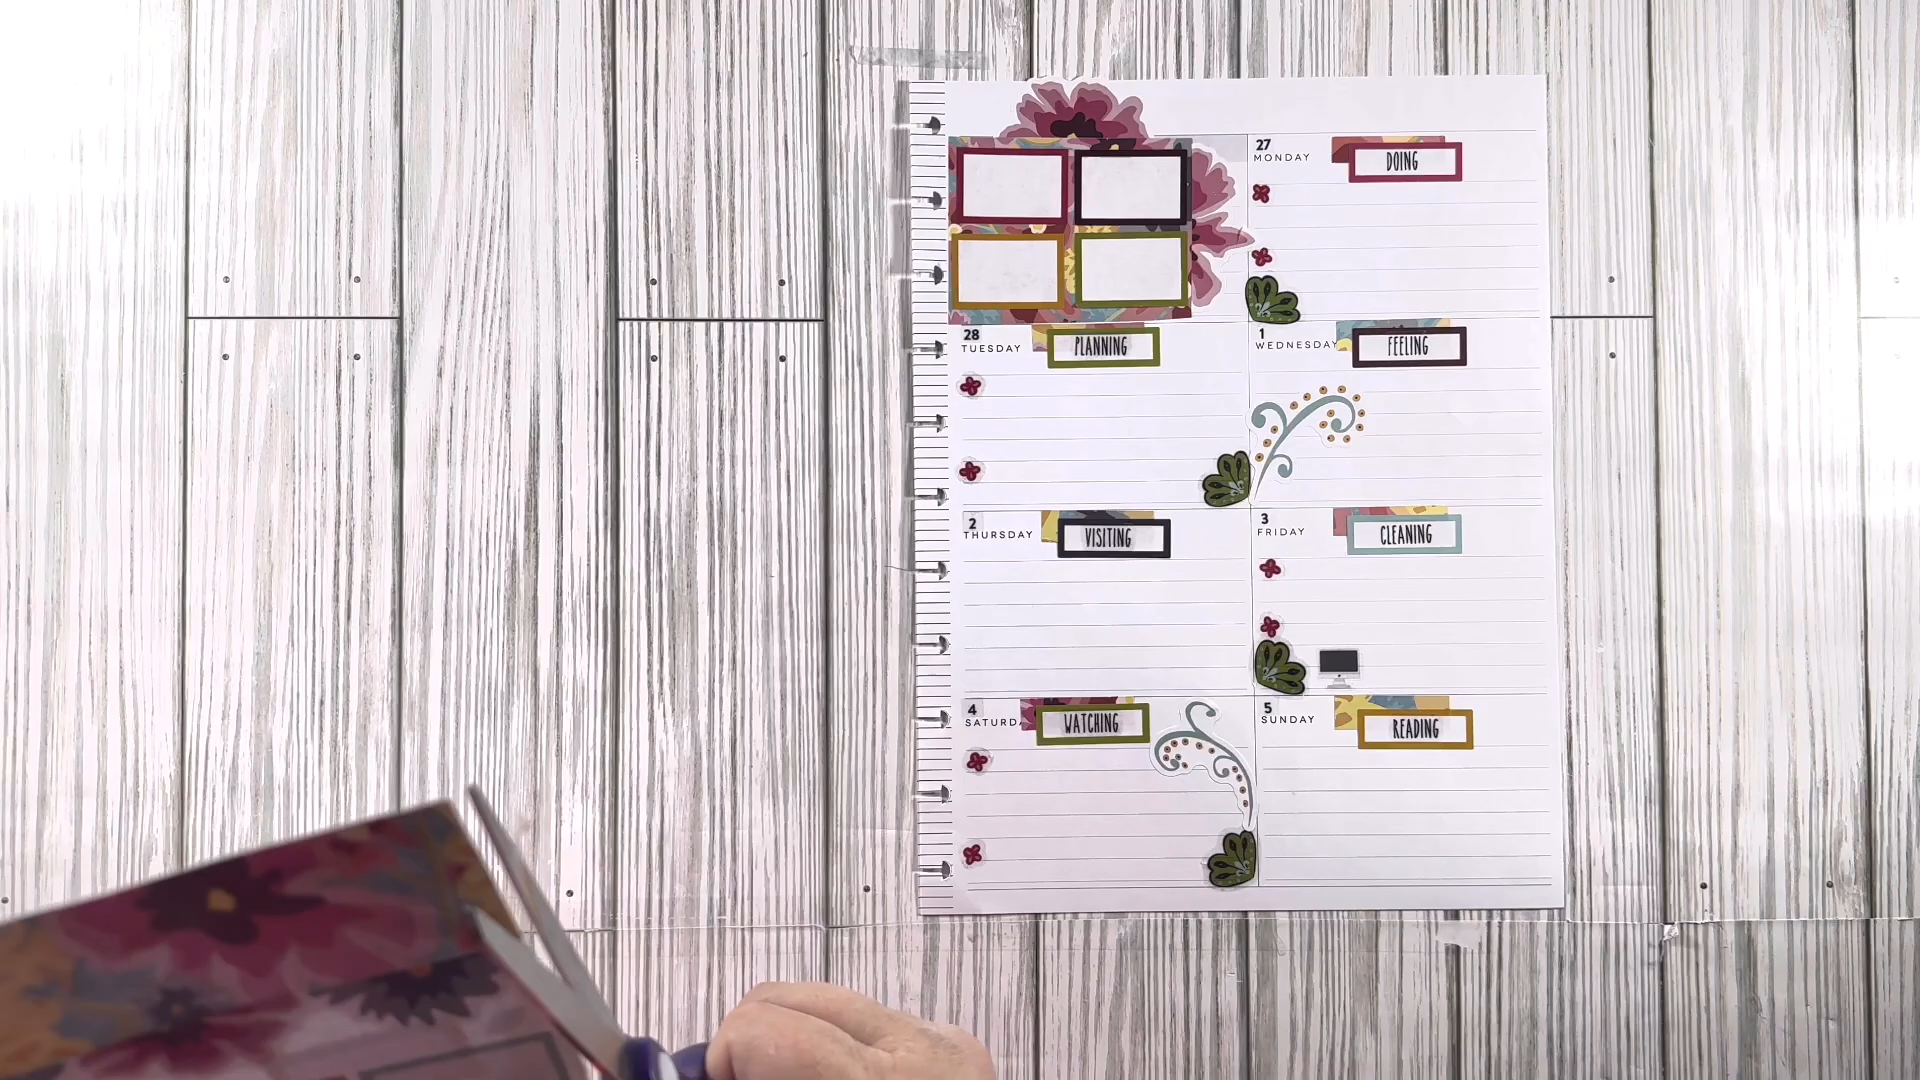 27
MONDAY
DOING
28
TUESDAY
PLANNING
1
WEDNESDAY
FEELING
2
THURSDAY
VISITING
3
FRIDAY
CLEANING
4
SATURDA
WATCHING
5
SUNDAY
READING